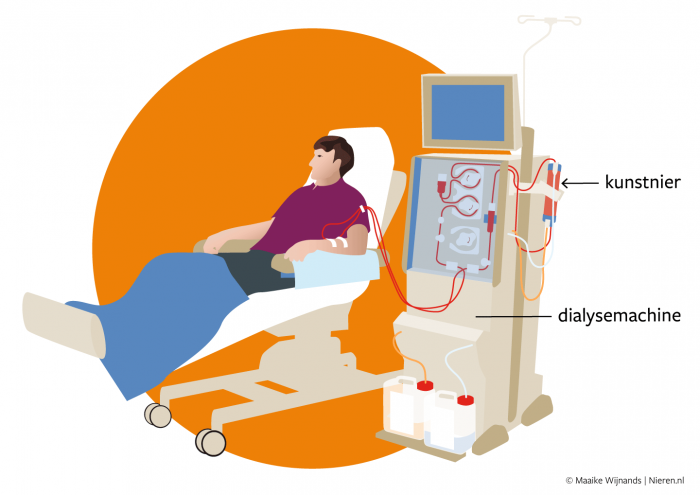 kunstnier
dialysemachine
© Maaike Wijnands | Nieren.nl